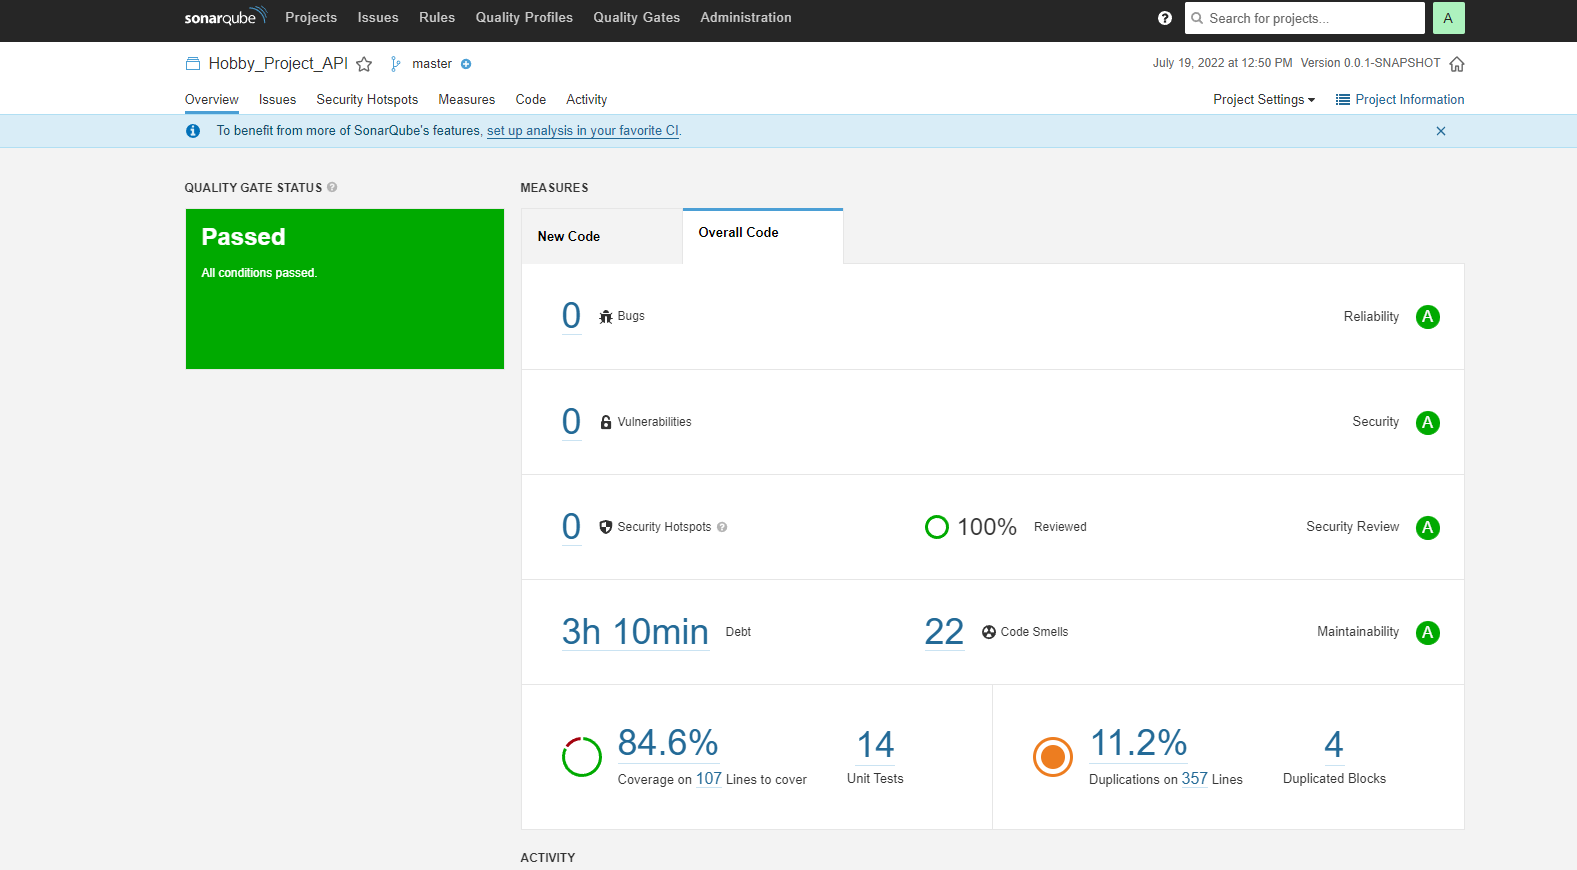 sonarqube Projects Issues Rules Quality Profiles Quality Gates Administration ? Search for projects... A
Hobby_Project_API master July 19, 2022 at 12:50 PM Version 0.0.1-SNAPSHOT
Overview Issues Security Hotspots Measures Code Activity Project Settings Project Information
To benefit from more of SonarQube's features, set up analysis in your favorite CI.
QUALITY GATE STATUS ? MEASURES
Passed
All conditions passed.
New Code Overall Code
0 Bugs Reliability A
0 Vulnerabilities Security A
0 Security Hotspots ? 100% Reviewed Security Review A
3h 10min Debt 22 Code Smells Maintainability A
84.6% 14 11.2% 4
Coverage on 107 Lines to cover Unit Tests Duplications on 357 Lines Duplicated Blocks
ACTIVITY